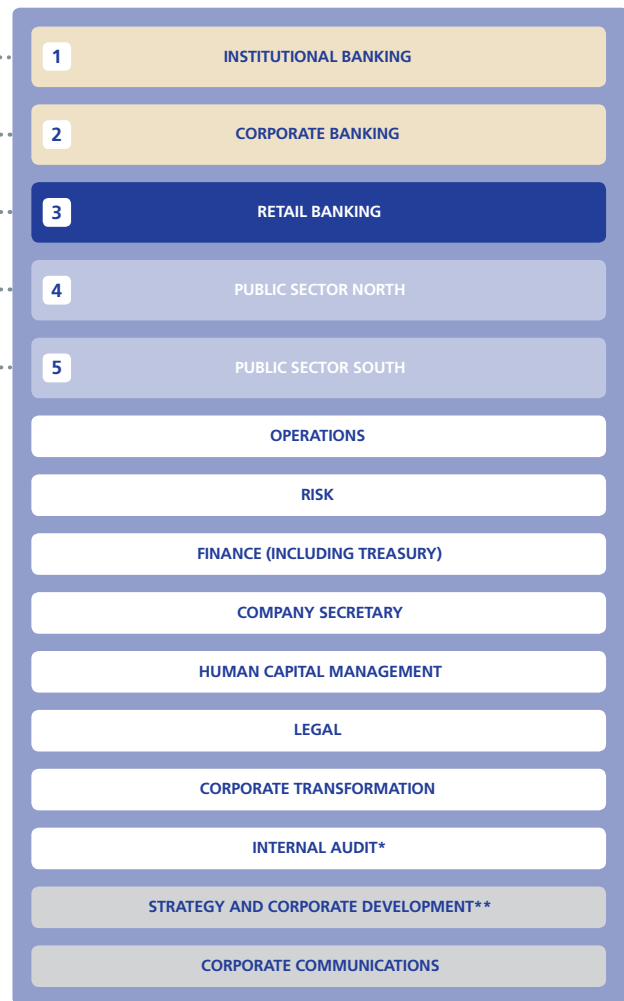 1 INSTITUTIONAL BANKING
2 CORPORATE BANKING
3 RETAIL BANKING
4 PUBLIC SECTOR NORTH
5 PUBLIC SECTOR SOUTH
OPERATIONS
RISK
FINANCE (INCLUDING TREASURY)
COMPANY SECRETARY
HUMAN CAPITAL MANAGEMENT
LEGAL
CORPORATE TRANSFORMATION
INTERNAL AUDIT*
STRATEGY AND CORPORATE DEVELOPMENT**
CORPORATE COMMUNICATIONS